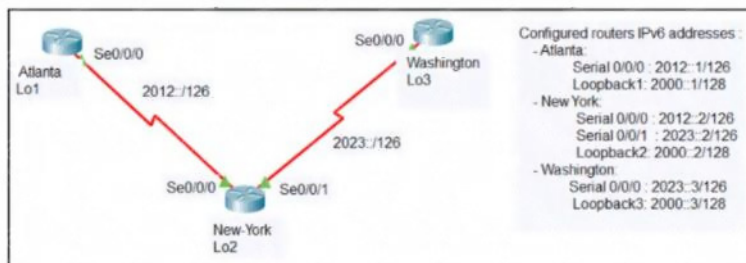 Se0/0/0
Atlanta
Lo1
2012::/126
Se0/0/0
Washington
Lo3
2023::/126
Se0/0/0
Se0/0/1
New-York
Lo2
Configured routers IPv6 addresses :
- Atlanta:
Serial 0/0/0 : 2012::1/126
Loopback1: 2000::1/128
- New York:
Serial 0/0/0 : 2012::2/126
Serial 0/0/1 : 2023::2/126
Loopback2: 2000::2/128
- Washington:
Serial 0/0/0 : 2023::3/126
Loopback3: 2000::3/128